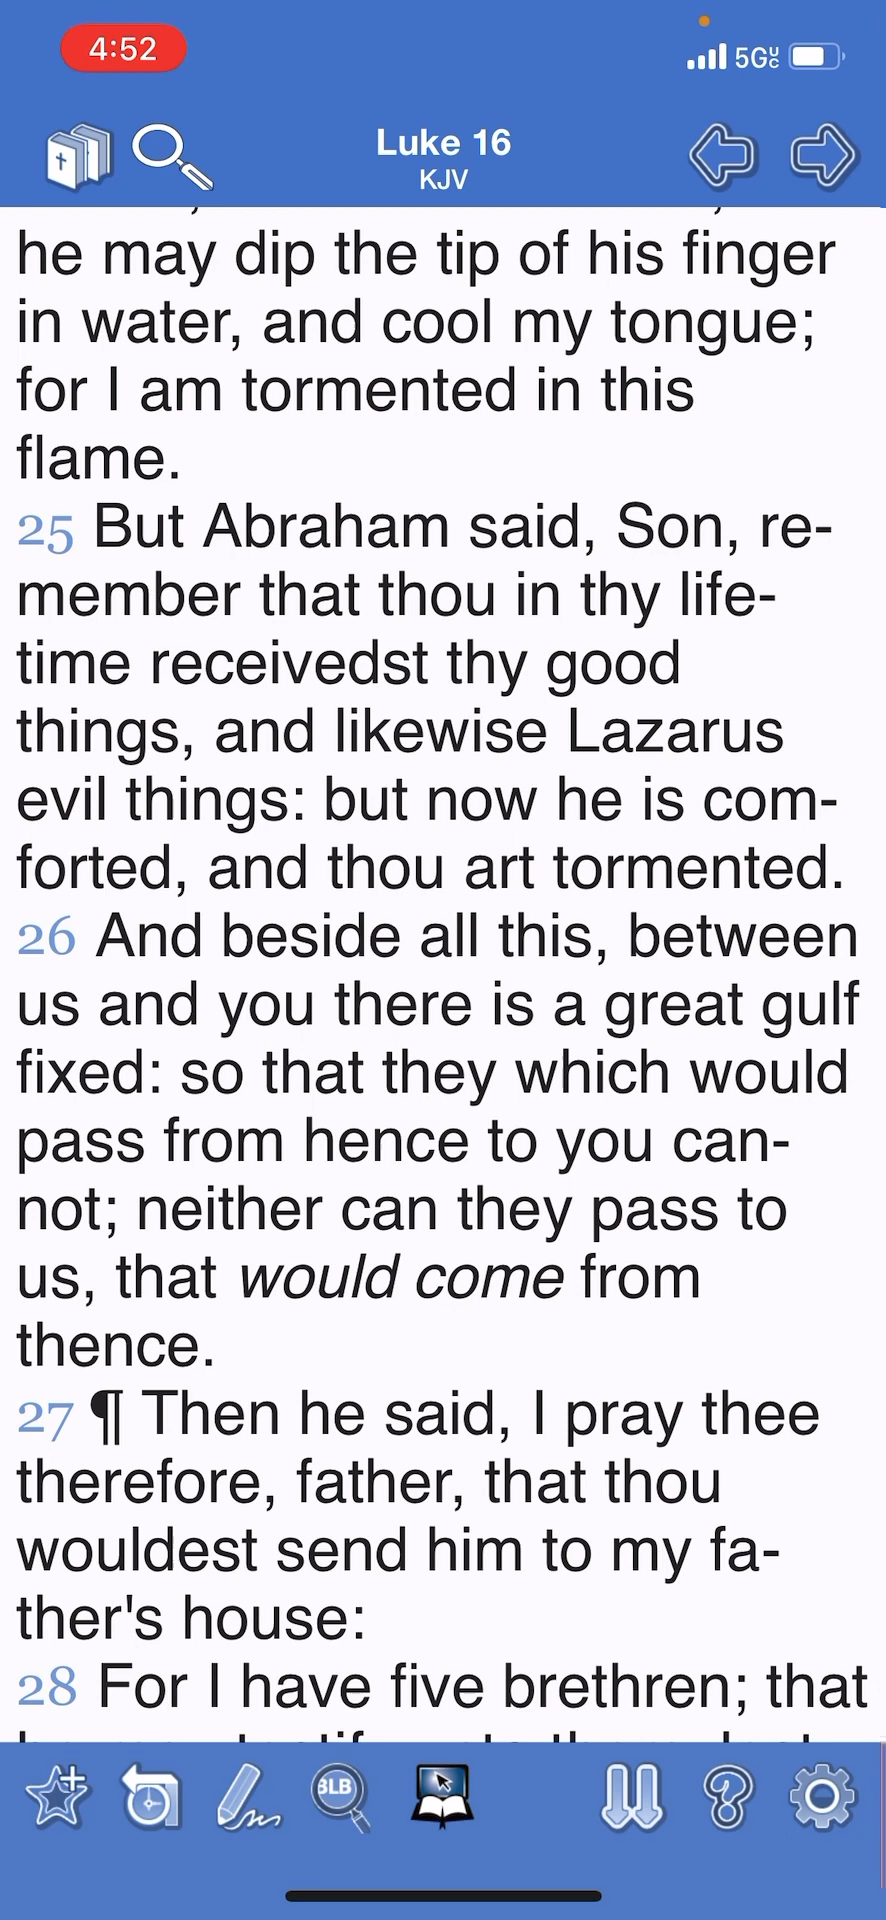 4:52
5G UC
Luke 16
KJV
he may dip the tip of his finger
in water, and cool my tongue;
for I am tormented in this
flame.
25 But Abraham said, Son, re-
member that thou in thy life-
time receivedst thy good
things, and likewise Lazarus
evil things: but now he is com-
forted, and thou art tormented.
26 And beside all this, between
us and you there is a great gulf
fixed: so that they which would
pass from hence to you can-
not; neither can they pass to
us, that would come from
thence.
27 ¶ Then he said, I pray thee
therefore, father, that thou
wouldest send him to my fa-
ther's house:
28 For I have five brethren; that
BLB